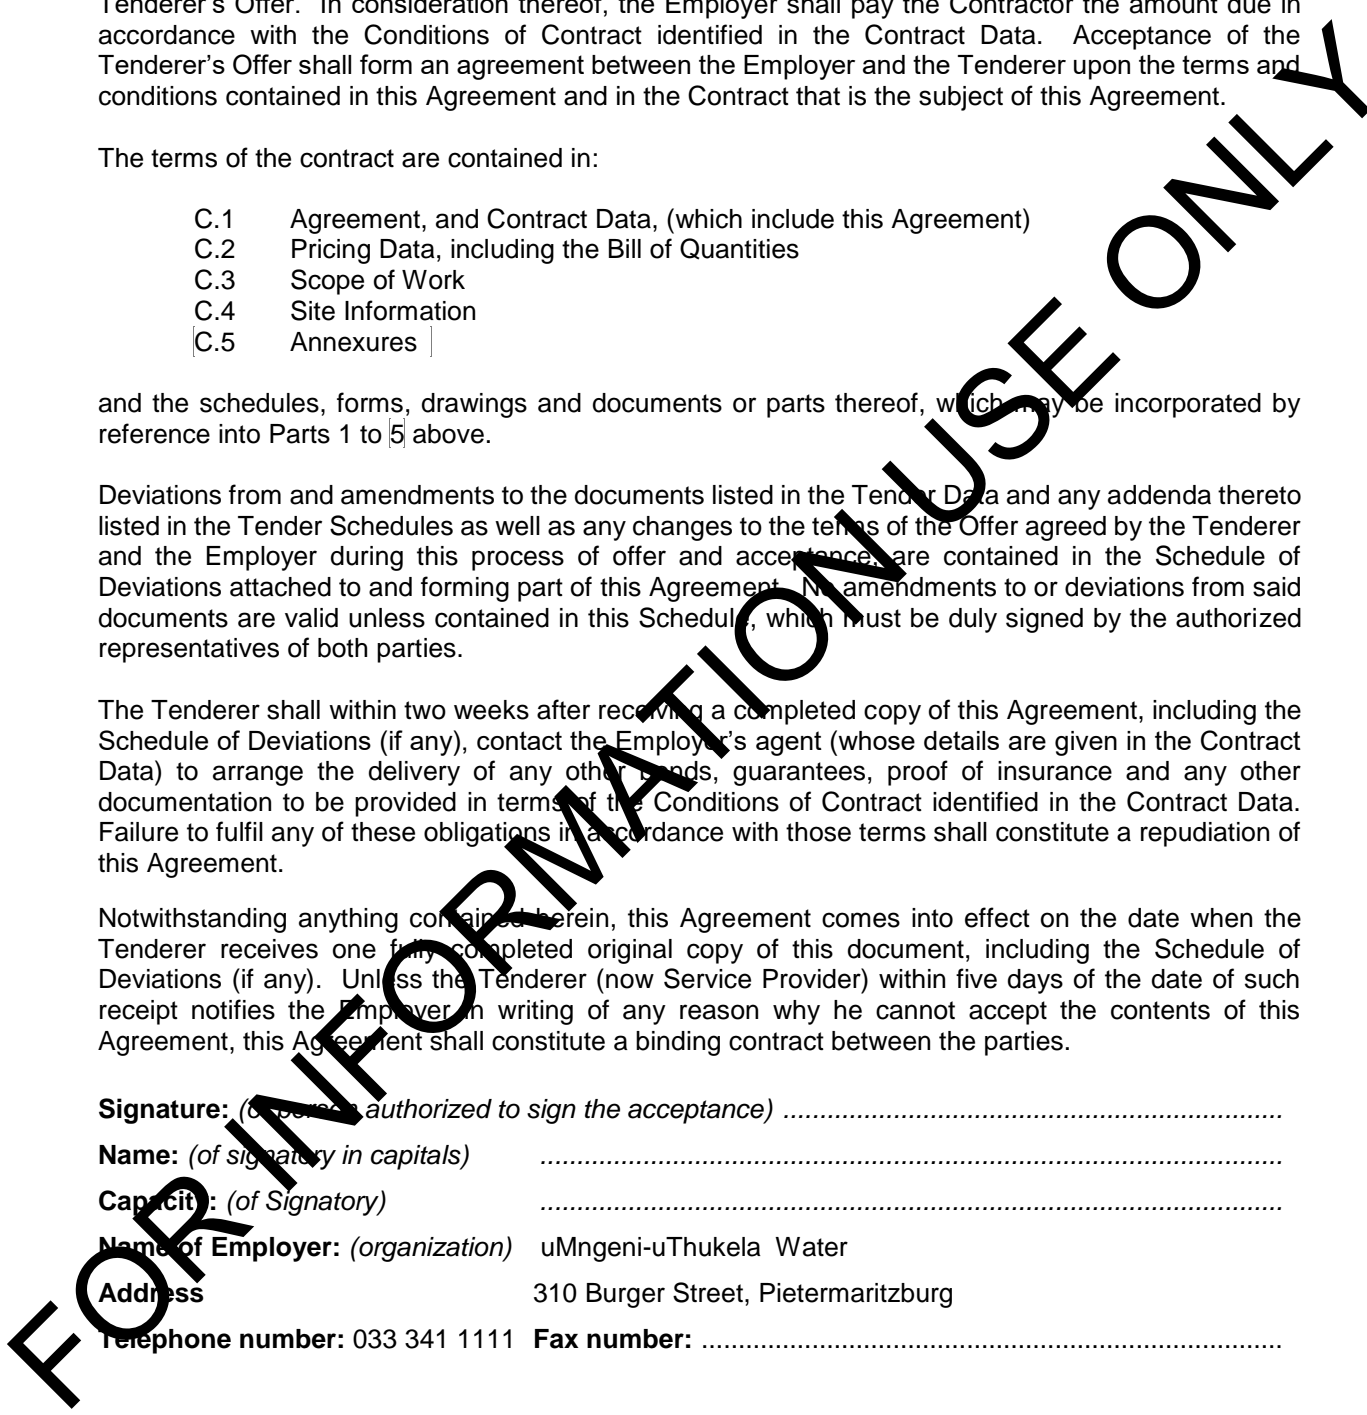 Tenderer's Offer. In consideration thereof, the Employer shall pay the Contractor the amount due in
accordance with the Conditions of Contract identified in the Contract Data. Acceptance of the
Tenderer's Offer shall form an agreement between the Employer and the Tenderer upon the terms and
conditions contained in this Agreement and in the Contract that is the subject of this Agreement.
The terms of the contract are contained in:
C.1 Agreement, and Contract Data, (which include this Agreement)
C.2 Pricing Data, including the Bill of Quantities
C.3 Scope of Work
C.4 Site Information
C.5 Annexures
and the schedules, forms, drawings and documents or parts thereof, which may be incorporated by
reference into Parts 1 to 5 above.
Deviations from and amendments to the documents listed in the Tender Data and any addenda thereto
listed in the Tender Schedules as well as any changes to the terms of the Offer agreed by the Tenderer
and the Employer during this process of offer and acceptance, are contained in the Schedule of
Deviations attached to and forming part of this Agreement. No amendments to or deviations from said
documents are valid unless contained in this Schedule, which must be duly signed by the authorized
representatives of both parties.
The Tenderer shall within two weeks after receiving a completed copy of this Agreement, including the
Schedule of Deviations (if any), contact the Employer's agent (whose details are given in the Contract
Data) to arrange the delivery of any other bonds, guarantees, proof of insurance and any other
documentation to be provided in terms of the Conditions of Contract identified in the Contract Data.
Failure to fulfil any of these obligations in accordance with those terms shall constitute a repudiation of
this Agreement.
Notwithstanding anything contained herein, this Agreement comes into effect on the date when the
Tenderer receives one fully completed original copy of this document, including the Schedule of
Deviations (if any). Unless the Tenderer (now Service Provider) within five days of the date of such
receipt notifies the Employer in writing of any reason why he cannot accept the contents of this
Agreement, this Agreement shall constitute a binding contract between the parties.
Signature: (of person authorized to sign the acceptance) ....................................................................
Name: (of signatory in capitals) .....................................................................................................
Capacity: (of Signatory) .....................................................................................................
Name of Employer: (organization) uMngeni-uThukela Water
Address 310 Burger Street, Pietermaritzburg
Telephone number: 033 341 1111 Fax number: ...............................................................................
FOR INFORMATION USE ONLY